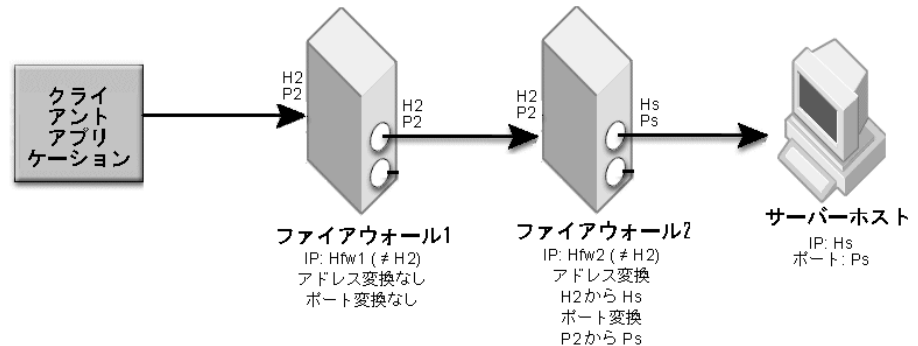 クライ
アント
アプリ
ケーション
H2
P2
H2
P2
H2
P2
Hs
Ps
ファイアウォール1
IP: Hfw1 ( ≠ H2)
アドレス変換なし
ポート変換なし
ファイアウォール2
IP: Hfw2 ( ≠ H2)
アドレス変換
H2から Hs
ポート変換
P2から Ps
サーバーホスト
IP: Hs
ポート: Ps